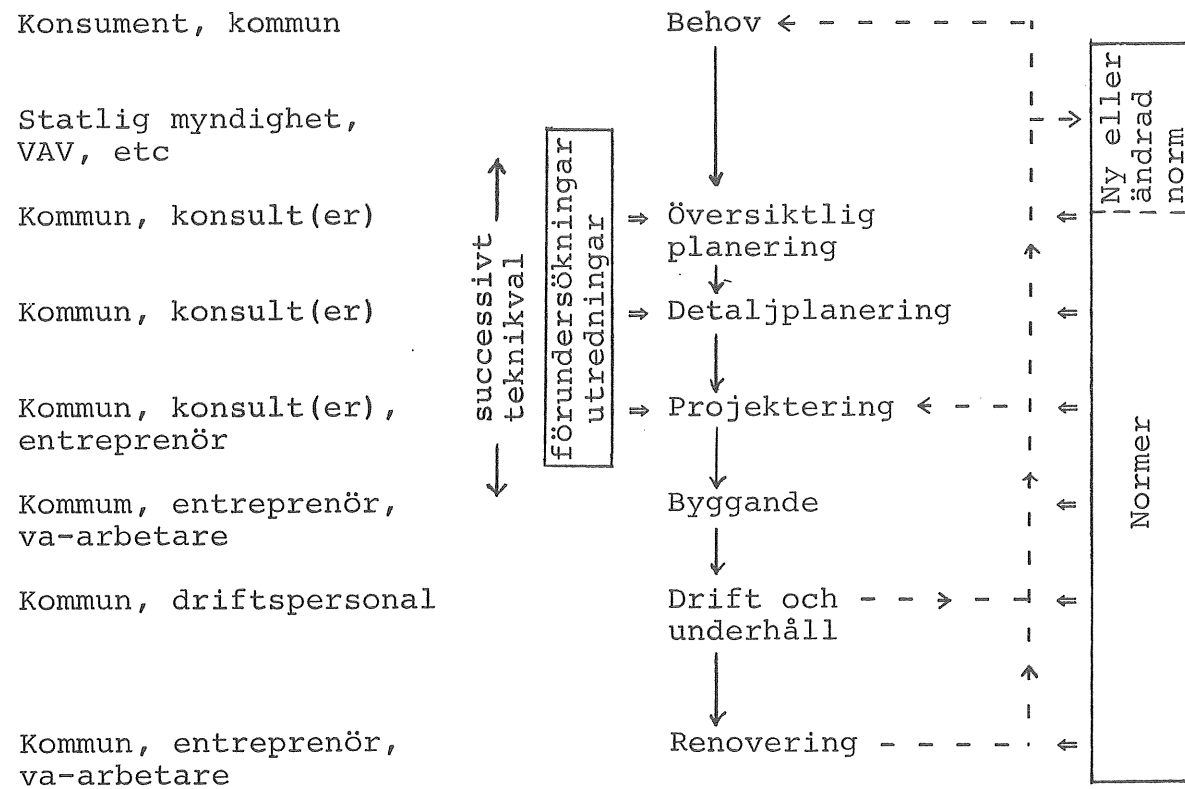 Konsument, kommun
Behov
Statlig myndighet,
VAV, etc
Ny eller
ändrad
norm
Kommun, konsult(er)
Översiktlig
planering
successivt
teknikval
förundersökningar
utredningar
Kommun, konsult(er)
Detaljplanering
Kommun, konsult(er),
entreprenör
Projektering
Normer
Kommum, entreprenör,
va-arbetare
Byggande
Kommun, driftspersonal
Drift och
underhåll
Kommun, entreprenör,
va-arbetare
Renovering